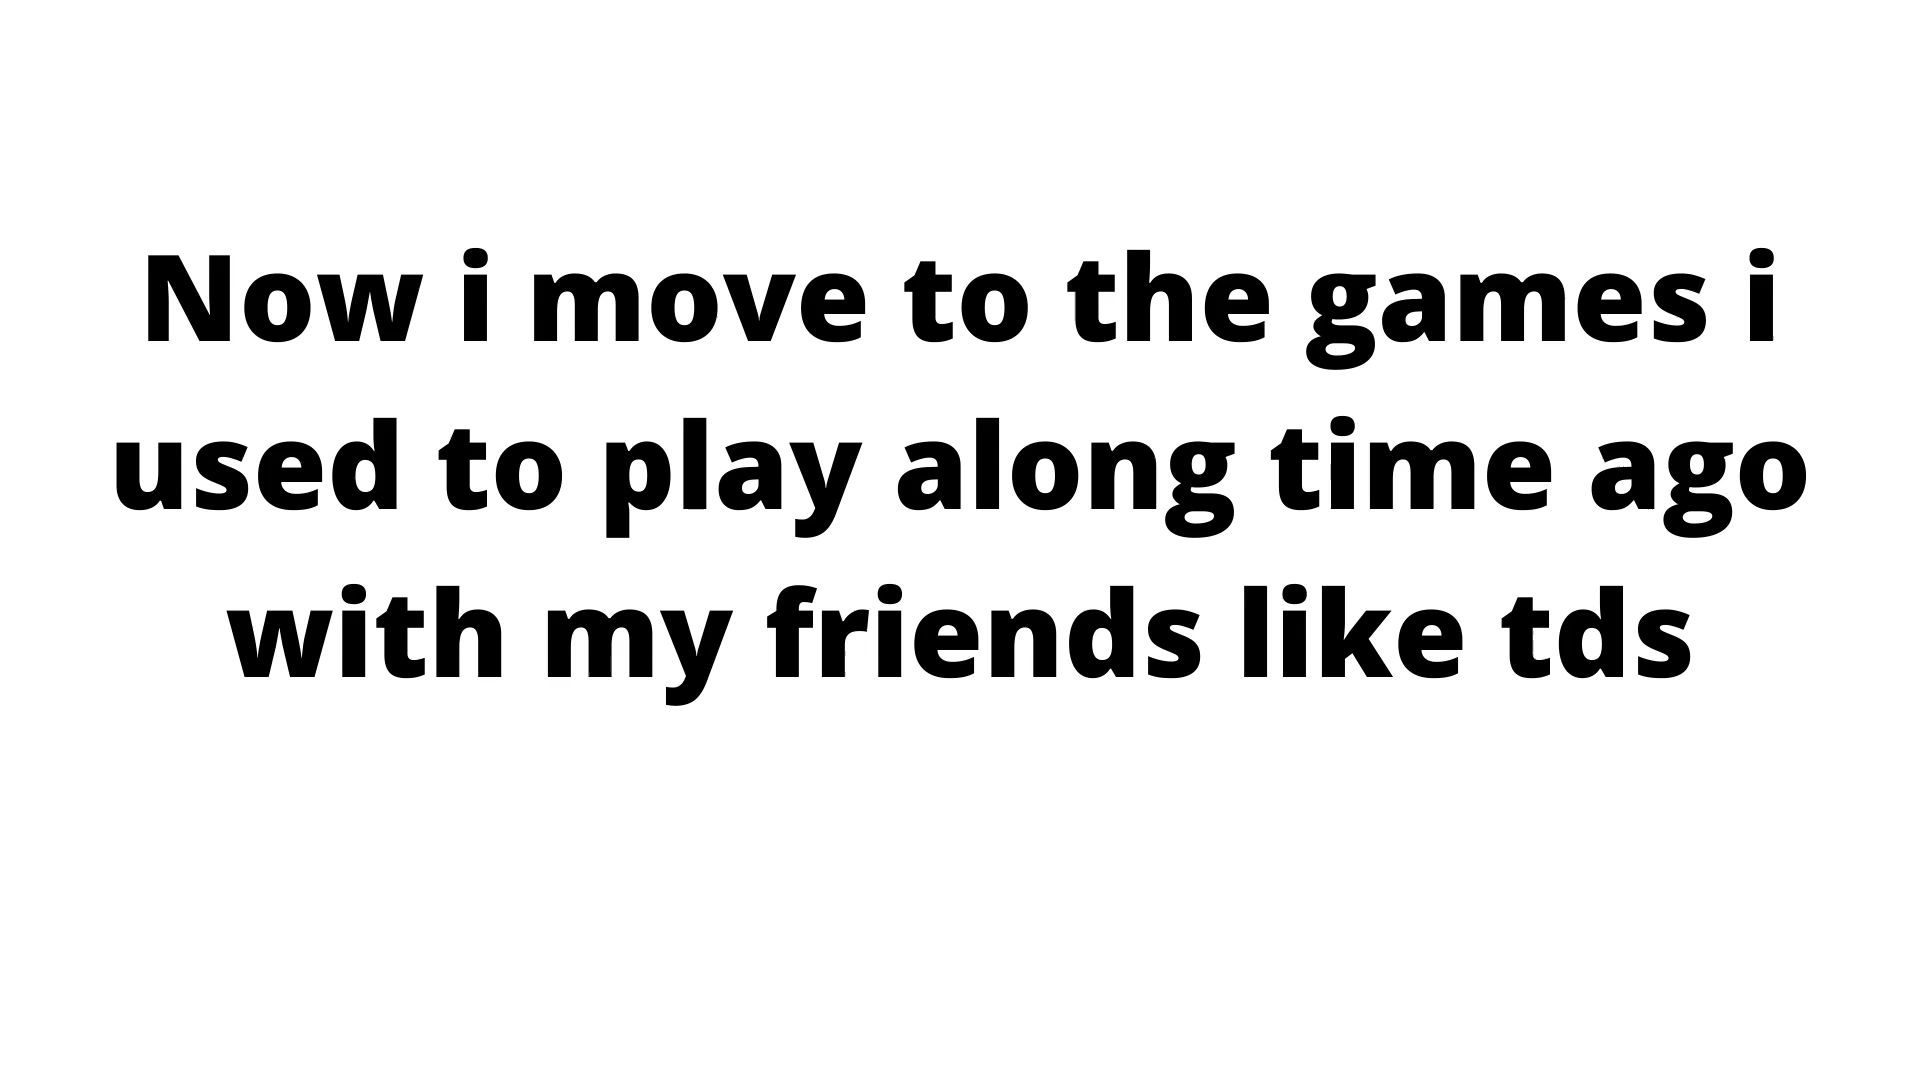 Now i move to the games i
used to play along time ago
with my friends like tds